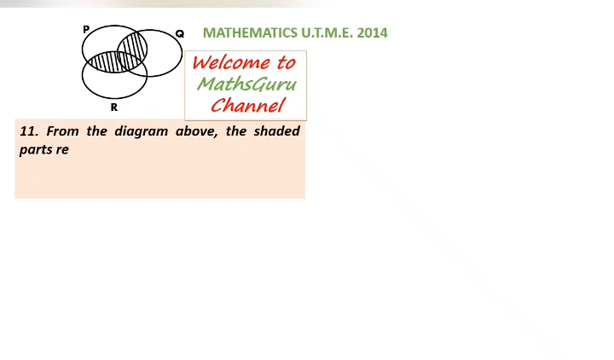 P
Q
MATHEMATICS U.T.M.E. 2014
Welcome to
MathsGuru
Channel
R
11. From the diagram above, the shaded
parts re